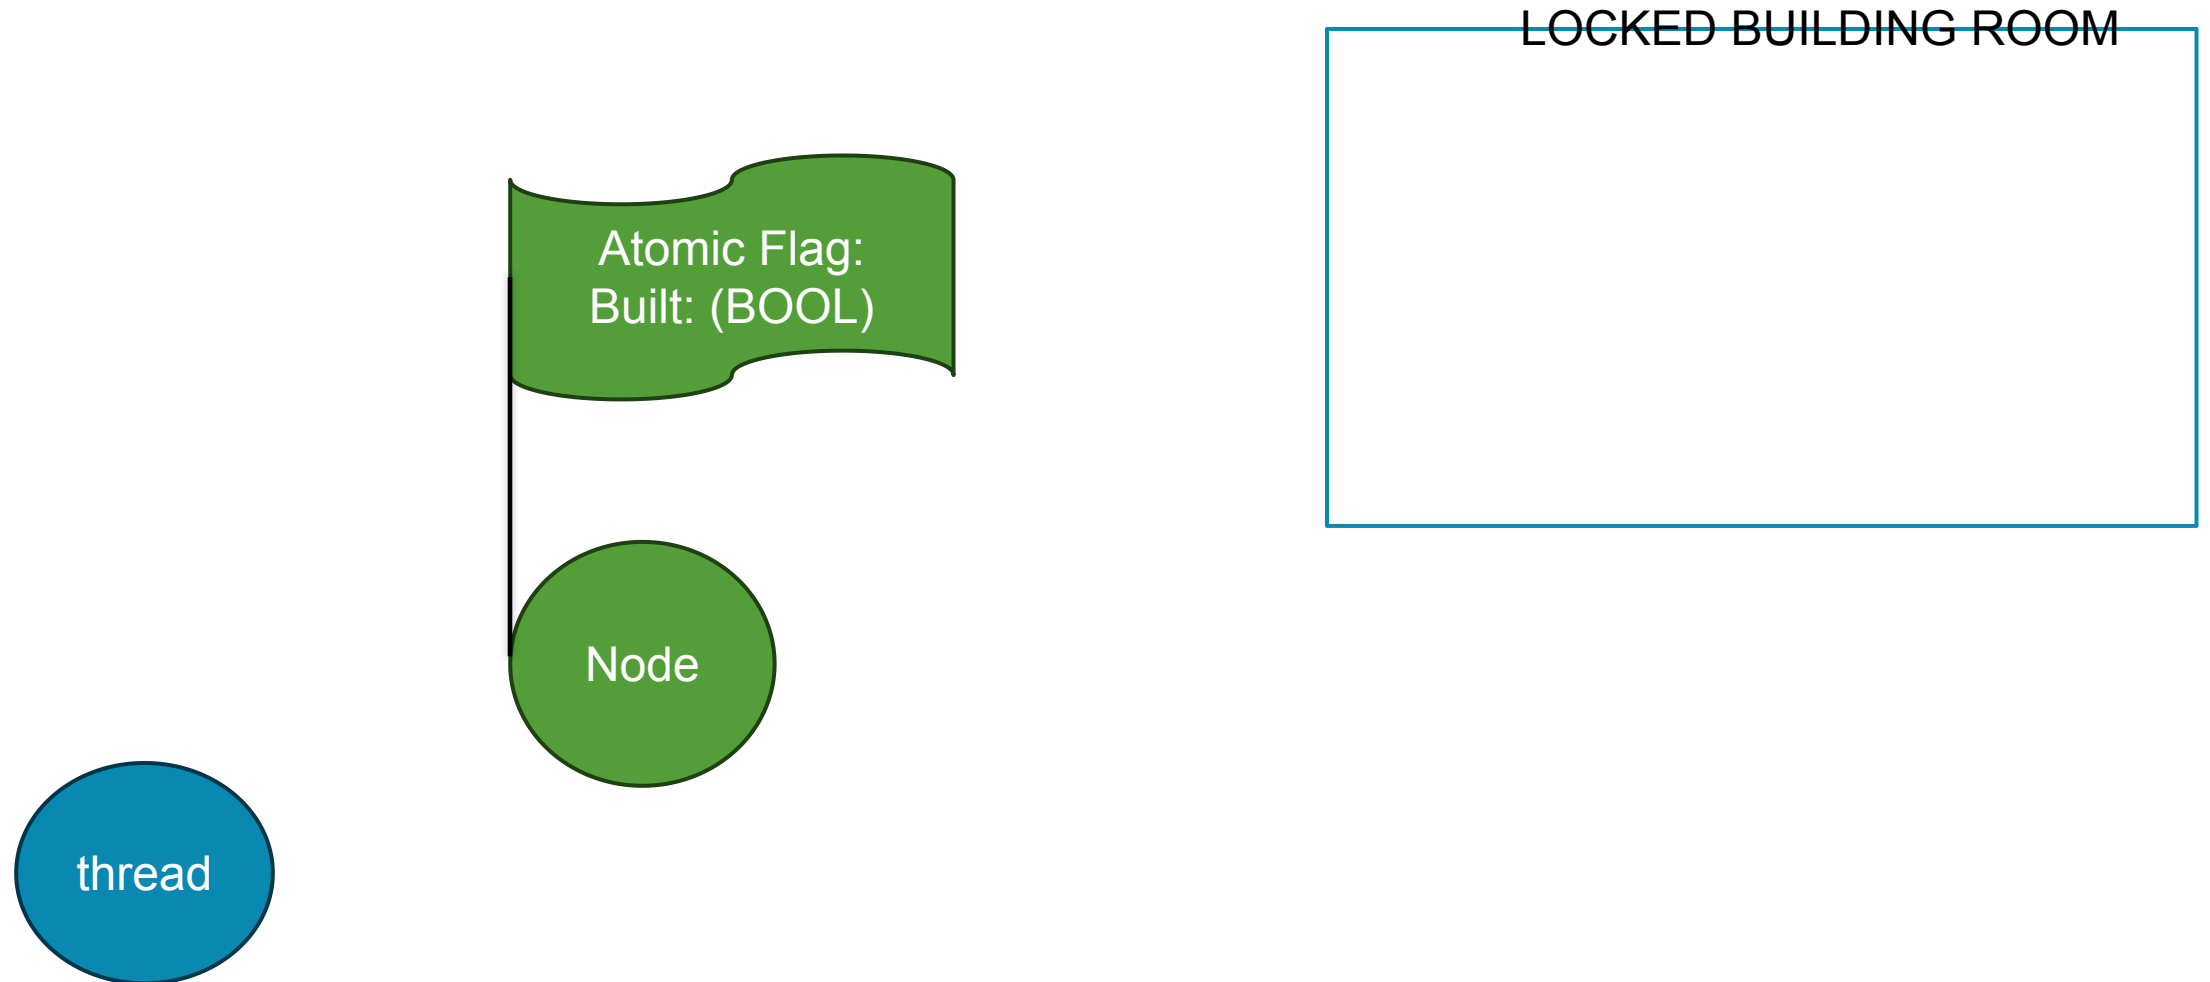 LOCKED BUILDING ROOM
Atomic Flag:
Built: (BOOL)
Node
thread